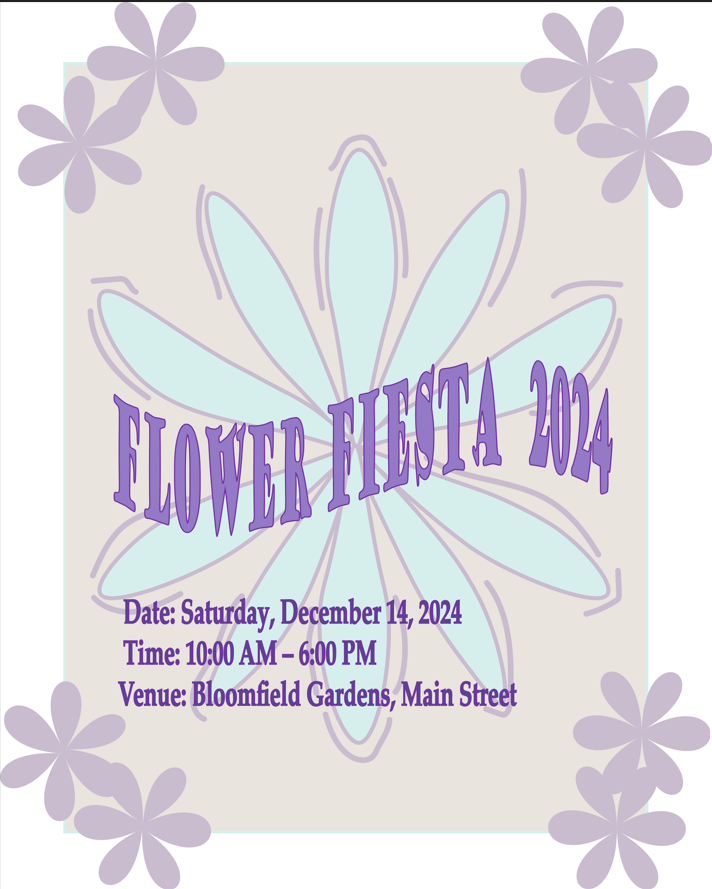 FLOWER FIESTA 2024
Date: Saturday, December 14, 2024
Time: 10:00 AM – 6:00 PM
Venue: Bloomfield Gardens, Main Street